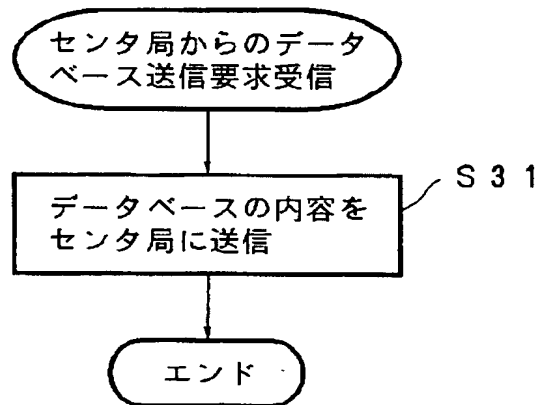 センタ局からのデータ
ベース送信要求受信
S31
データベースの内容を
センタ局に送信
エンド